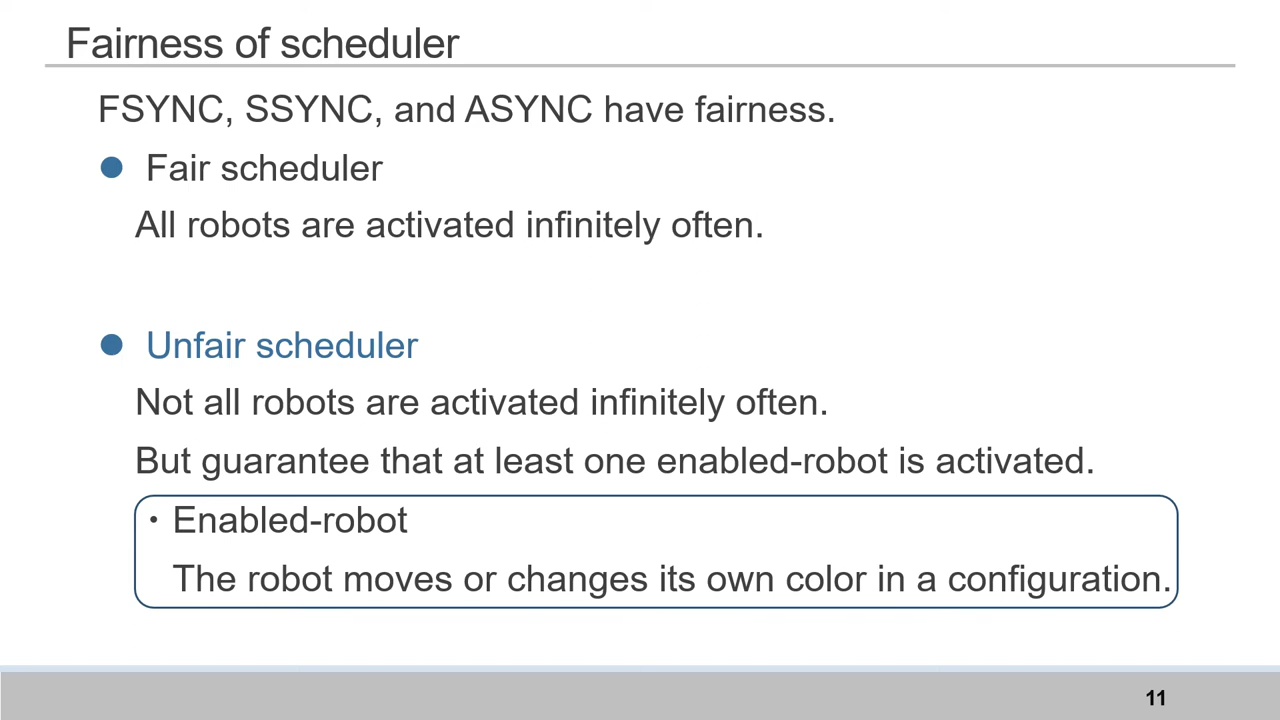 Fairness of scheduler
FSYNC, SSYNC, and ASYNC have fairness.
● Fair scheduler
All robots are activated infinitely often.
● Unfair scheduler
Not all robots are activated infinitely often.
But guarantee that at least one enabled-robot is activated.
・Enabled-robot
The robot moves or changes its own color in a configuration.
11